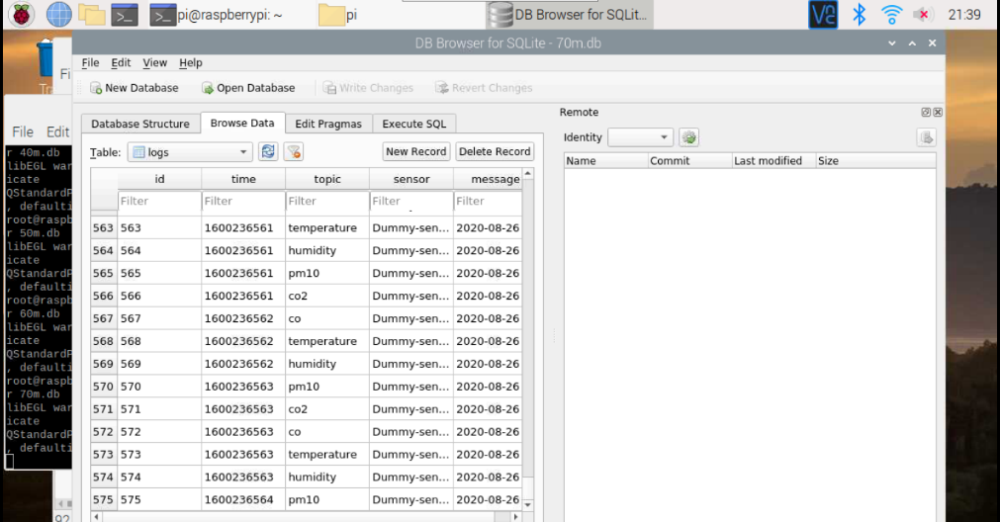 pi@raspberrypi: ~
pi
DB Browser for SQLit...
21:39
DB Browser for SQLite - 70m.db
File Edit View Help
New Database Open Database Write Changes Revert Changes
Database Structure Browse Data Edit Pragmas Execute SQL
Table: logs New Record Delete Record
id time topic sensor message
Filter Filter Filter Filter Filter
563 563 1600236561 temperature Dummy-sen... 2020-08-26
564 564 1600236561 humidity Dummy-sen... 2020-08-26
565 565 1600236561 pm10 Dummy-sen... 2020-08-26
566 566 1600236561 co2 Dummy-sen... 2020-08-26
567 567 1600236562 co Dummy-sen... 2020-08-26
568 568 1600236562 temperature Dummy-sen... 2020-08-26
569 569 1600236562 humidity Dummy-sen... 2020-08-26
570 570 1600236563 pm10 Dummy-sen... 2020-08-26
571 571 1600236563 co2 Dummy-sen... 2020-08-26
572 572 1600236563 co Dummy-sen... 2020-08-26
573 573 1600236563 temperature Dummy-sen... 2020-08-26
574 574 1600236563 humidity Dummy-sen... 2020-08-26
575 575 1600236564 pm10 Dummy-sen... 2020-08-26
Remote
Identity
Name Commit Last modified Size
Fi
Tr
File Edit
r 40m.db
libEGL war
icate
QStandardP
, defaulti
root@raspb
r 50m.db
libEGL war
icate
QStandardP
, defaulti
root@raspb
r 60m.db
libEGL war
icate
QStandardP
, defaulti
root@raspb
r 70m.db
libEGL war
icate
QStandardP
, defaulti
92